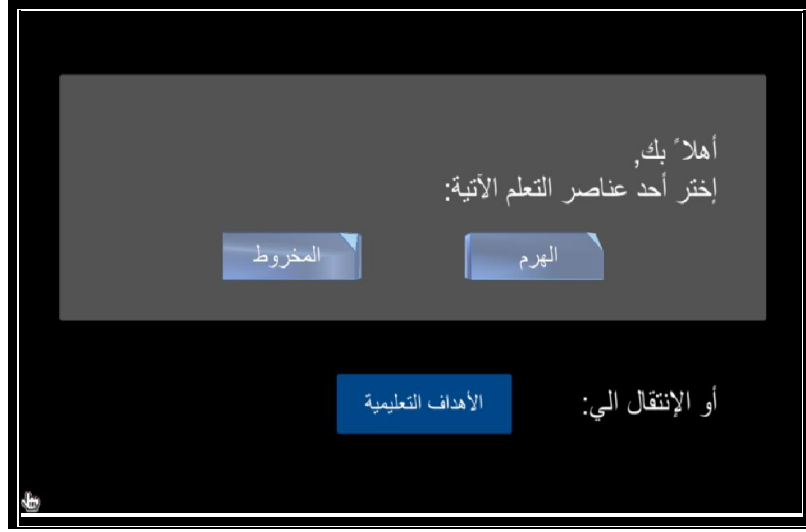 أهلاً بك,
إختر أحد عناصر التعلم الآتية:
الهرم
المخروط
أو الإنتقال الي:
الأهداف التعليمية